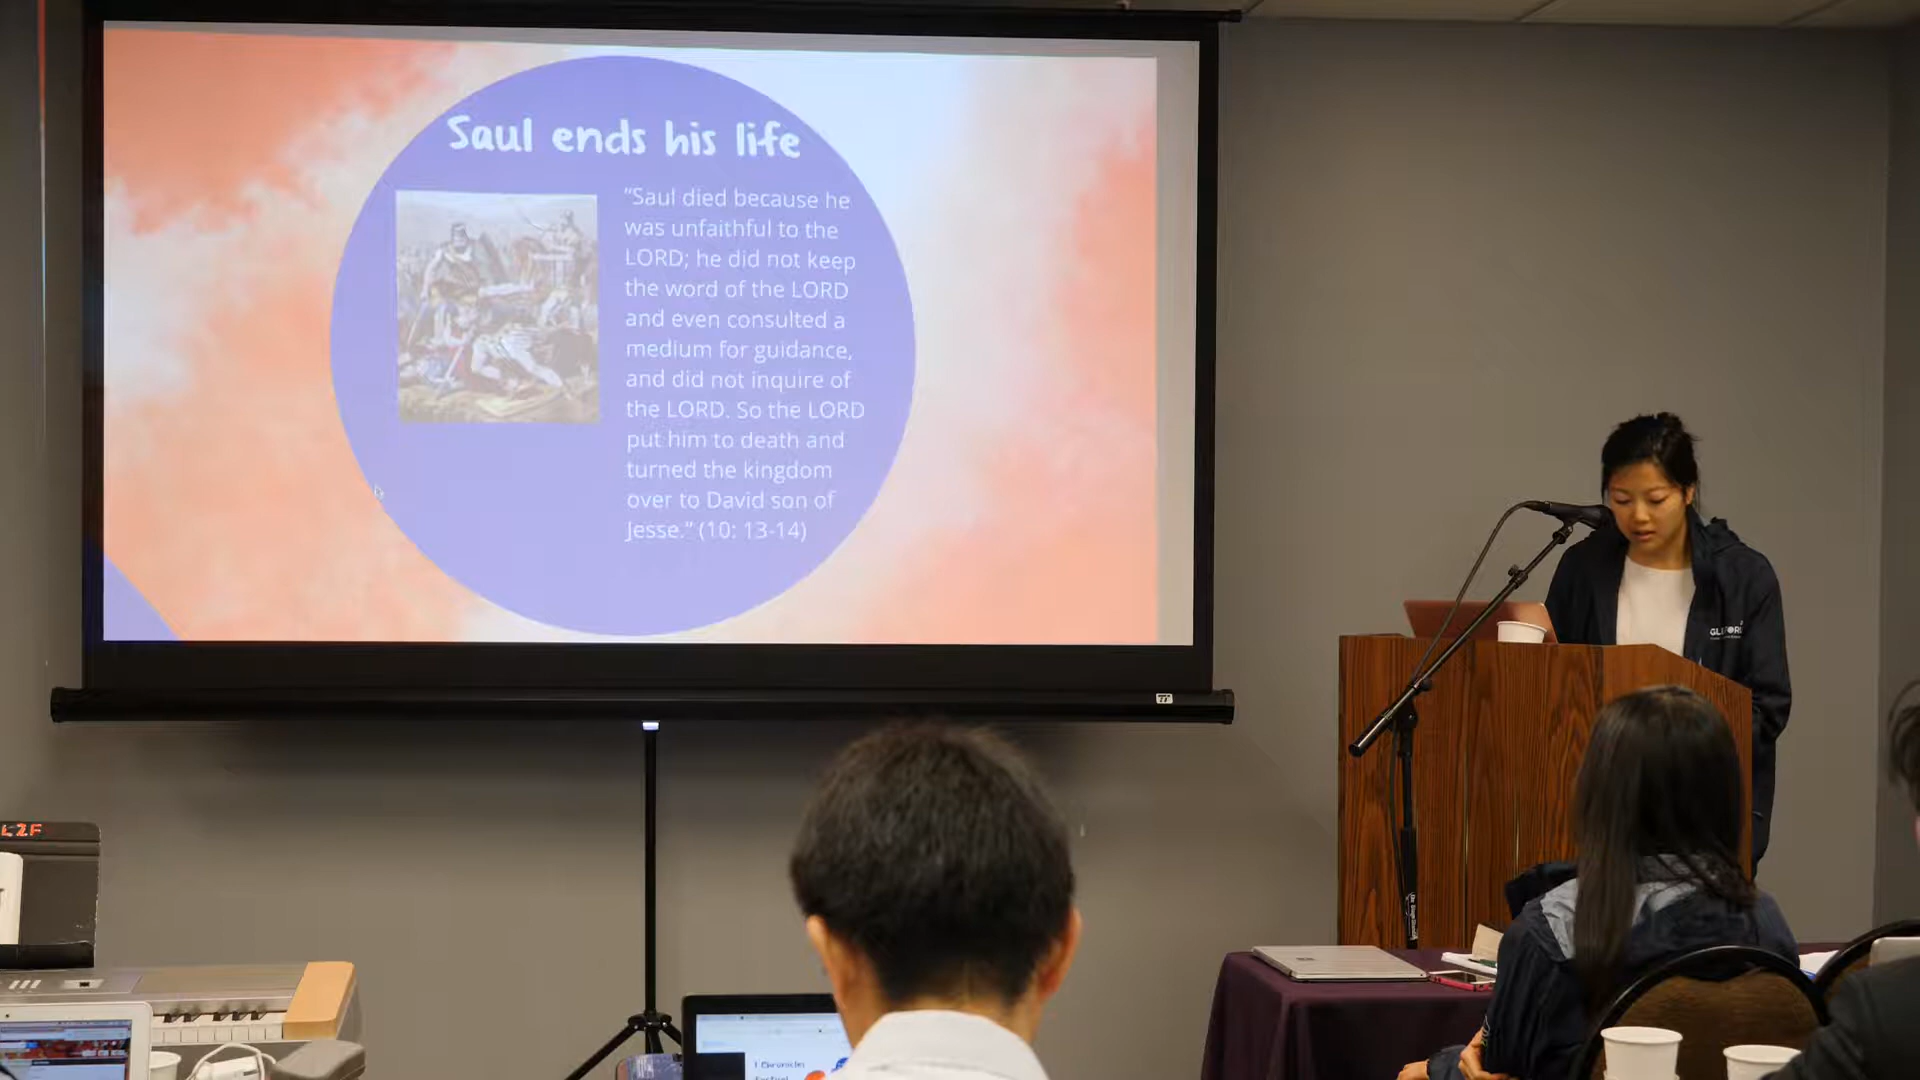 Saul ends his life
“Saul died because he
was unfaithful to the
LORD; he did not keep
the word of the LORD
and even consulted a
medium for guidance,
and did not inquire of
the LORD. So the LORD
put him to death and
turned the kingdom
over to David son of
Jesse.” (10: 13-14)
1 Chronicles